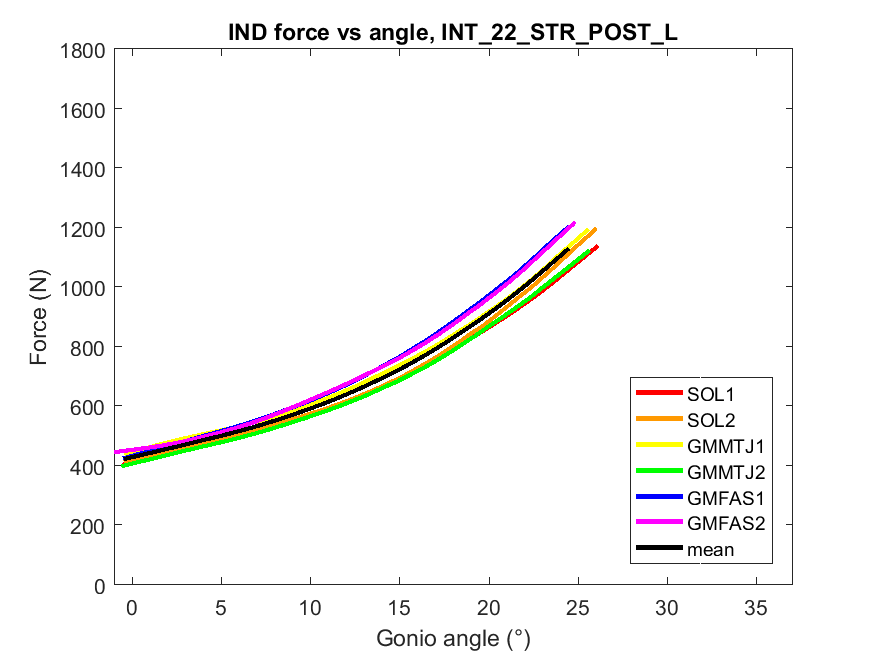 IND force vs angle, INT_22_STR_POST_L
1800
1600
1400
1200
1000
800
600
400
200
0
Force (N)
SOL1
SOL2
GMMTJ1
GMMTJ2
GMFAS1
GMFAS2
mean
0 5 10 15 20 25 30 35
Gonio angle (°)